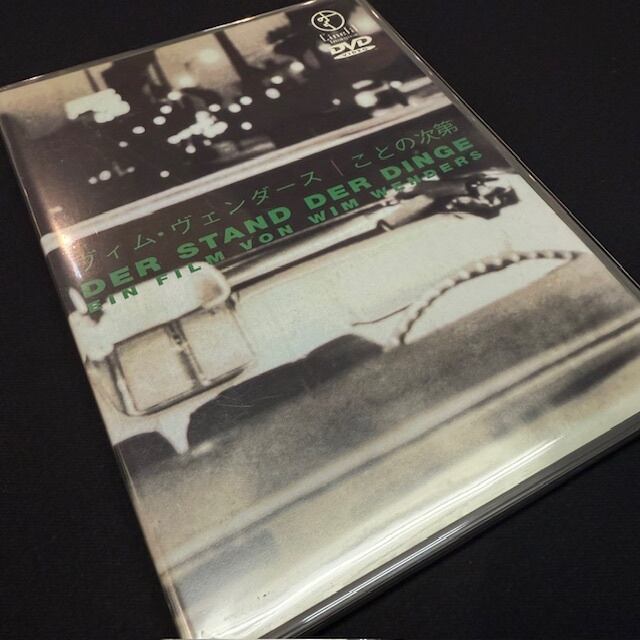 DVD
VIDEO
ヴィム・ヴェンダース｜ことの次第
DER STAND DER DINGE
EIN FILM VON WIM WENDERS